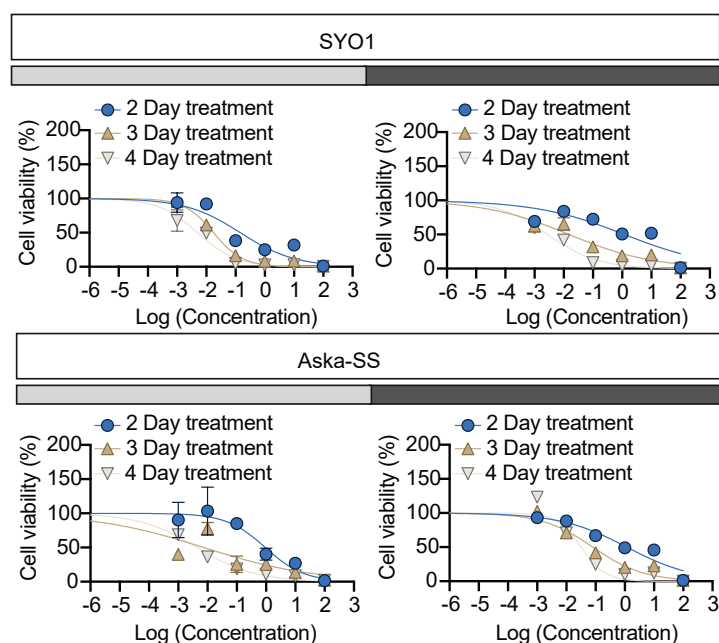 SYO1
2 Day treatment
3 Day treatment
4 Day treatment
Cell viability (%)
200
150
100
50
0
-6 -5 -4 -3 -2 -1 0 1 2 3
Log (Concentration)
2 Day treatment
3 Day treatment
4 Day treatment
Cell viability (%)
200
150
100
50
0
-6 -5 -4 -3 -2 -1 0 1 2 3
Log (Concentration)
Aska-SS
2 Day treatment
3 Day treatment
4 Day treatment
Cell viability (%)
200
150
100
50
0
-6 -5 -4 -3 -2 -1 0 1 2 3
Log (Concentration)
2 Day treatment
3 Day treatment
4 Day treatment
Cell viability (%)
200
150
100
50
0
-6 -5 -4 -3 -2 -1 0 1 2 3
Log (Concentration)